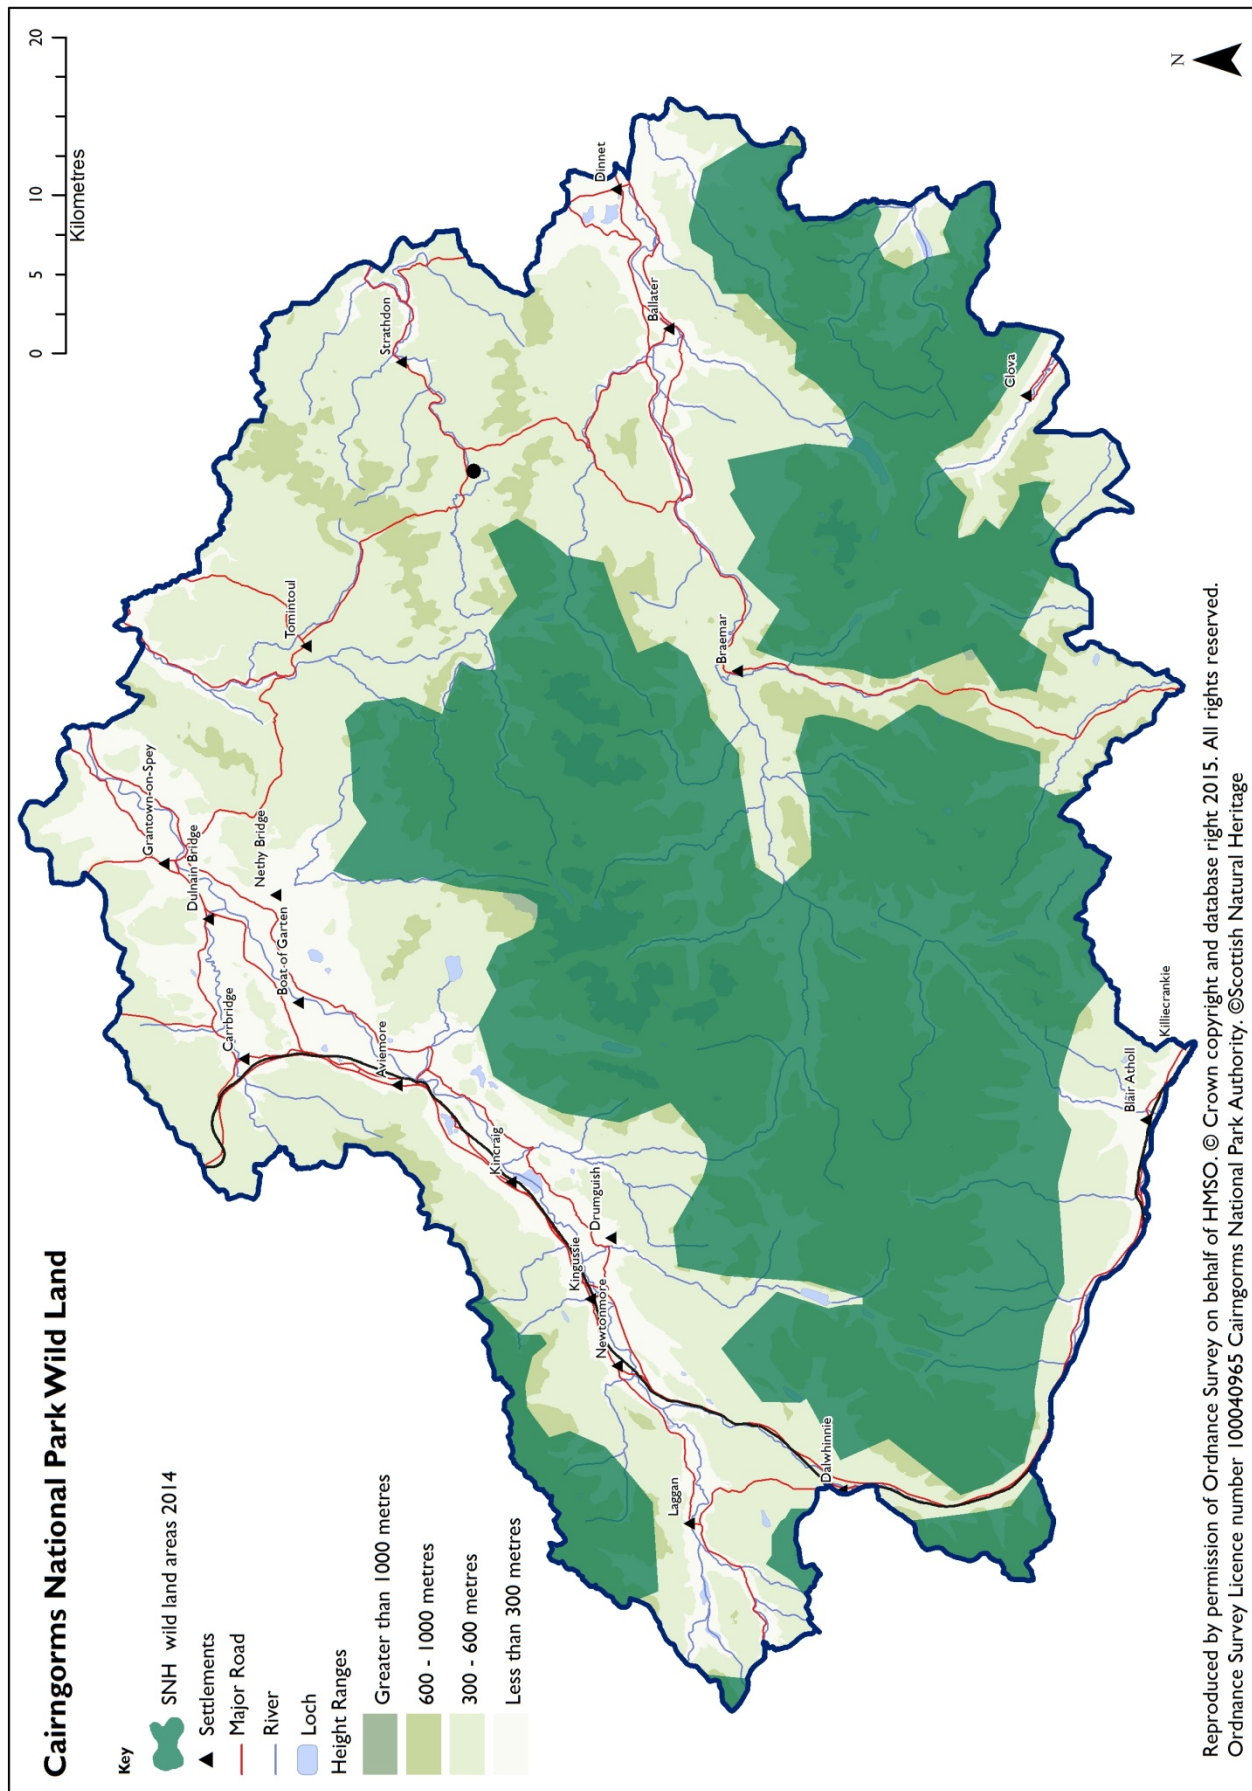 Cairngorms National Park Wild Land
Key
SNH  wild land areas 2014
Settlements
Major Road
River
Loch
Height Ranges
Greater than 1000 metres
600 - 1000 metres
300 - 600 metres
Less than 300 metres
0 5 10 20
Kilometres
N
Grantown-on-Spey
Dulnain Bridge
Nethy Bridge
Carrbridge
Boat of Garten
Tomintoul
Aviemore
Strathdon
Kincraig
Kingussie
Drumguish
Newtonmore
Dinnet
Ballater
Laggan
Braemar
Dalwhinnie
Clova
Blair Atholl
Killiecrankie
Reproduced by permission of Ordnance Survey on behalf of HMSO. © Crown copyright and database right 2015. All rights reserved.
Ordnance Survey Licence number 100040965 Cairngorms National Park Authority. ©Scottish Natural Heritage